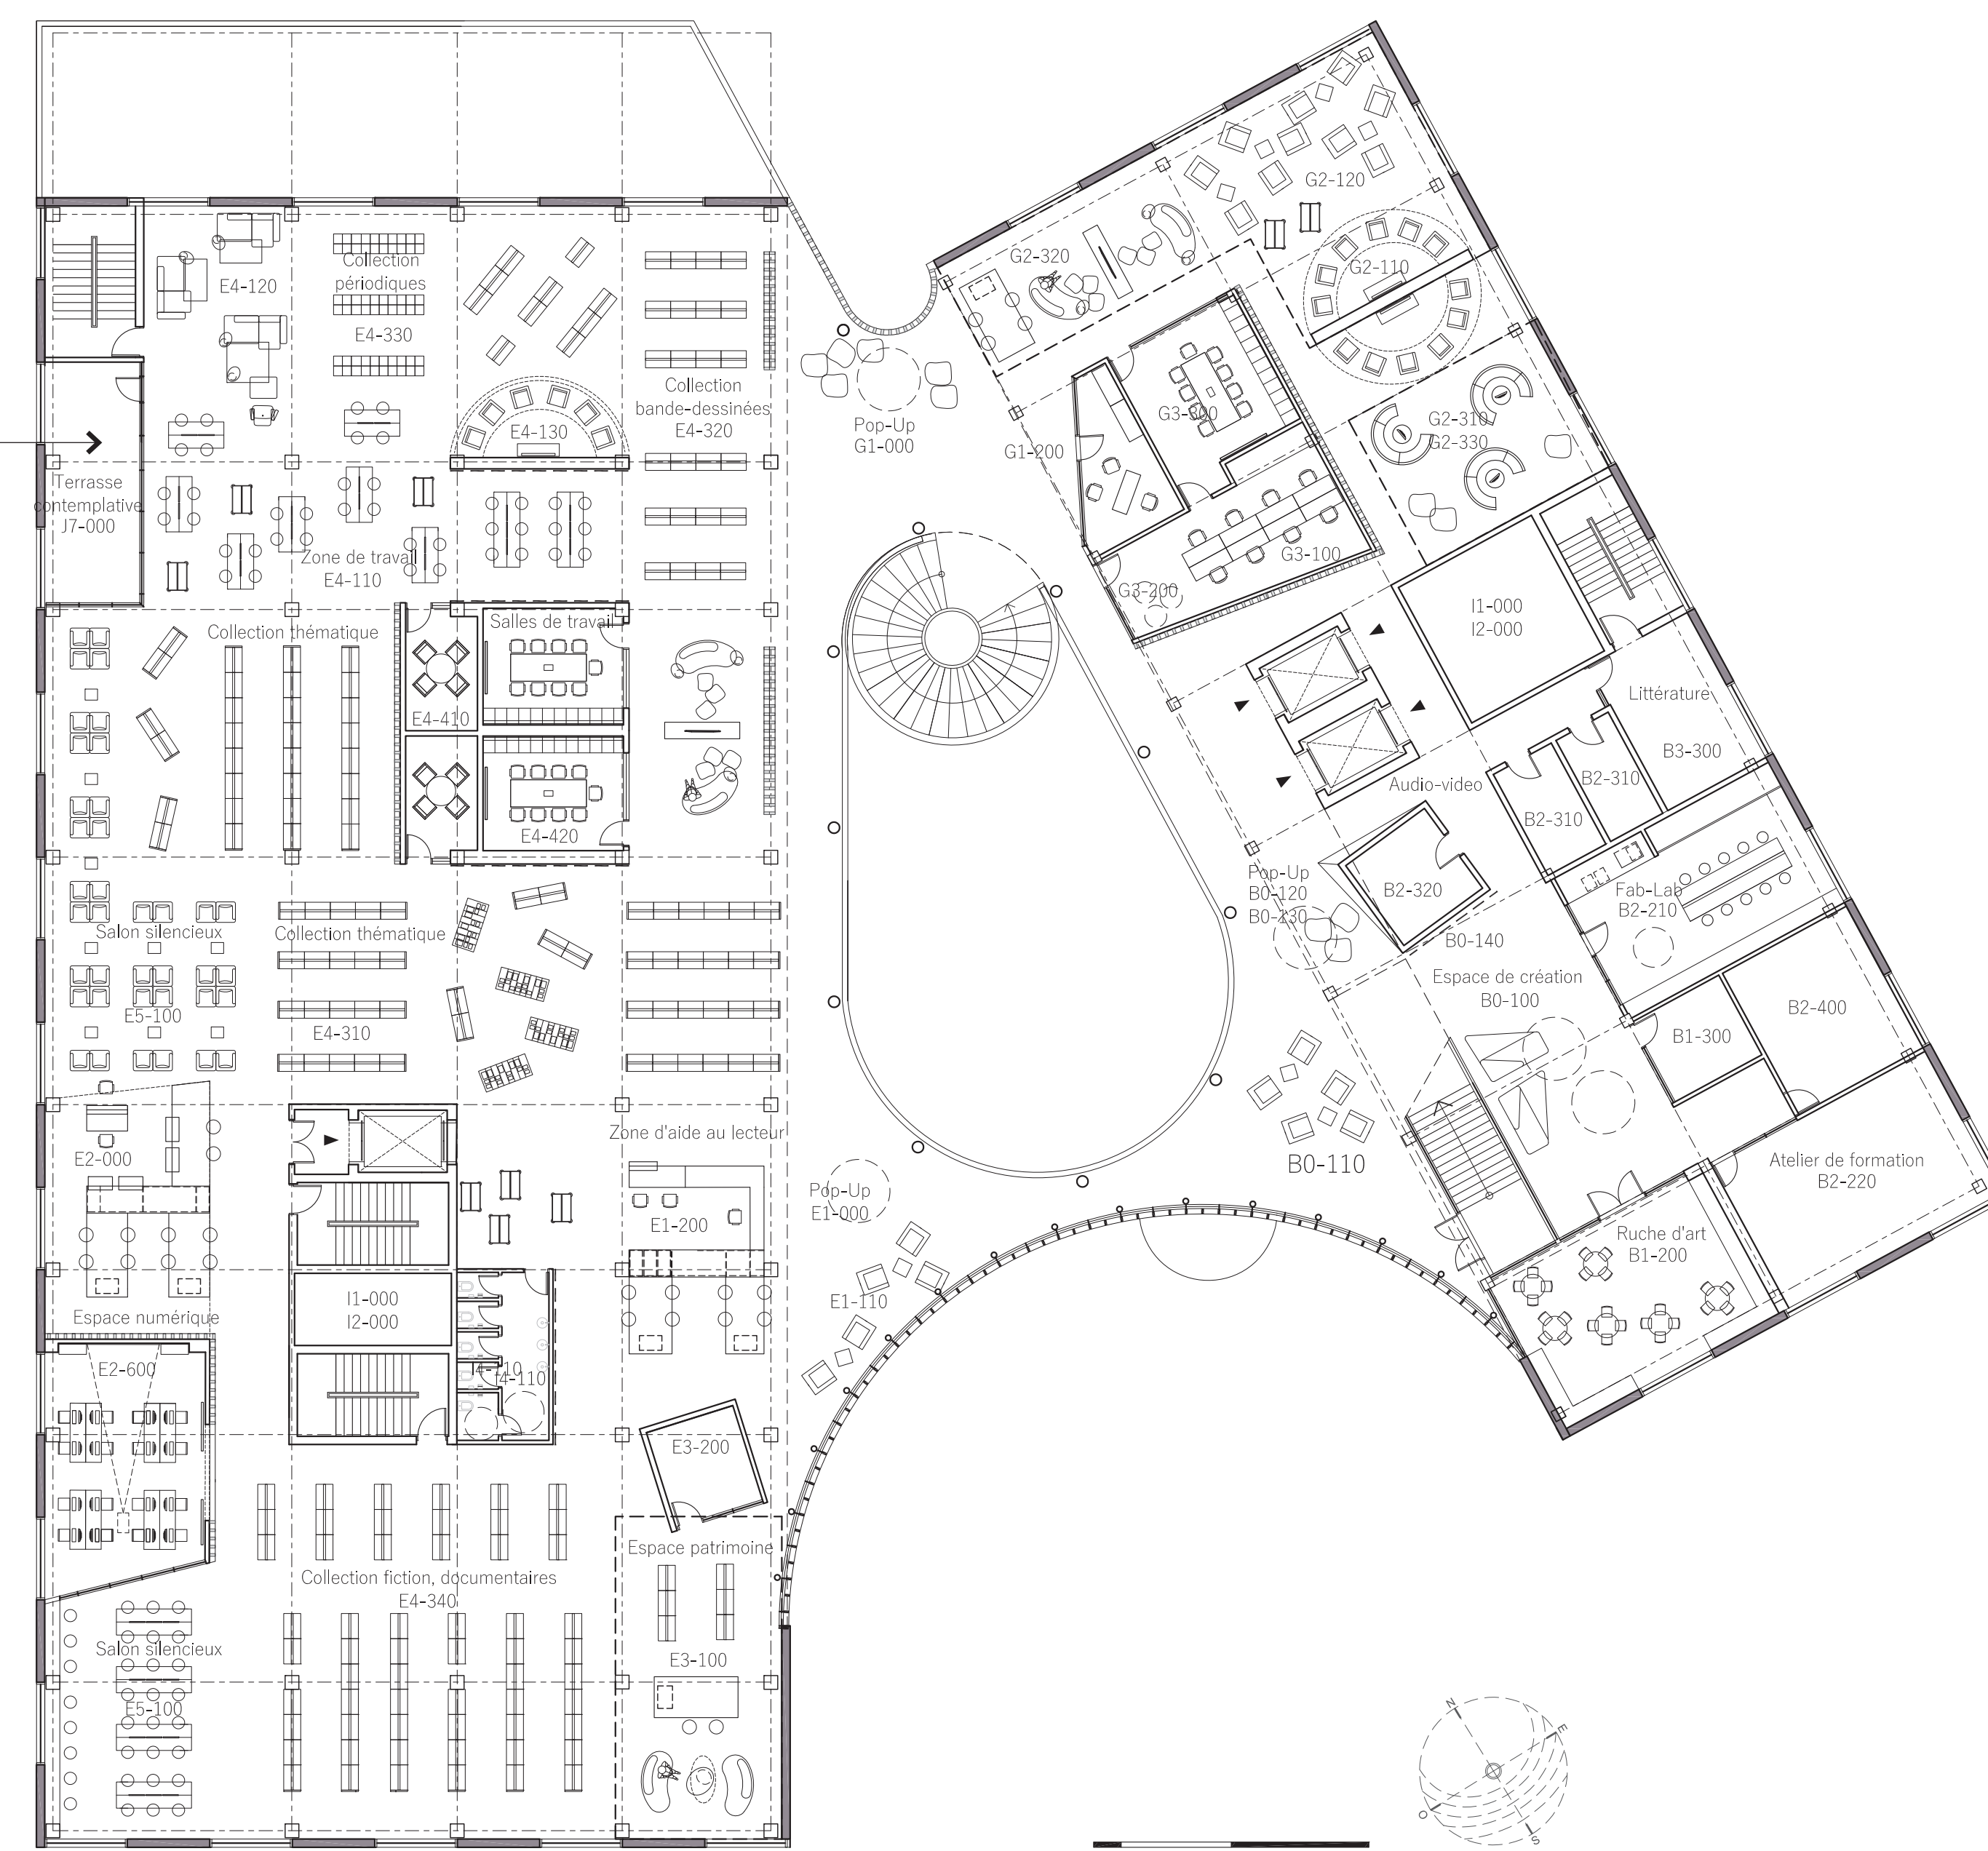 E4-120
Collection
périodiques
E4-330
E4-130
Collection
bande-dessinées
E4-320
Terrasse
contemplative
J7-000
Zone de travail
E4-110
Collection thématique
Salles de travail
E4-410
E4-420
Salon silencieux
E5-100
Collection thématique
E4-310
E2-000
Espace numérique
E2-600
I1-000
I2-000
I4-110
Zone d'aide au lecteur
E1-200
E3-200
Espace patrimoine
E3-100
Collection fiction, documentaires
E4-340
Salon silencieux
E5-100
Pop-Up
G1-000
Pop-Up
E1-000
E1-110
G2-120
G2-320
G2-110
G3-300
G1-200
G2-310
G2-330
G3-100
G3-200
I1-000
I2-000
Littérature
B3-300
B2-310
B2-310
Audio-video
B2-320
Pop-Up
B0-120
B0-130
B0-140
Fab-Lab
B2-210
Espace de création
B0-100
B1-300
B2-400
B0-110
Atelier de formation
B2-220
Ruche d'art
B1-200
N
E
O
S